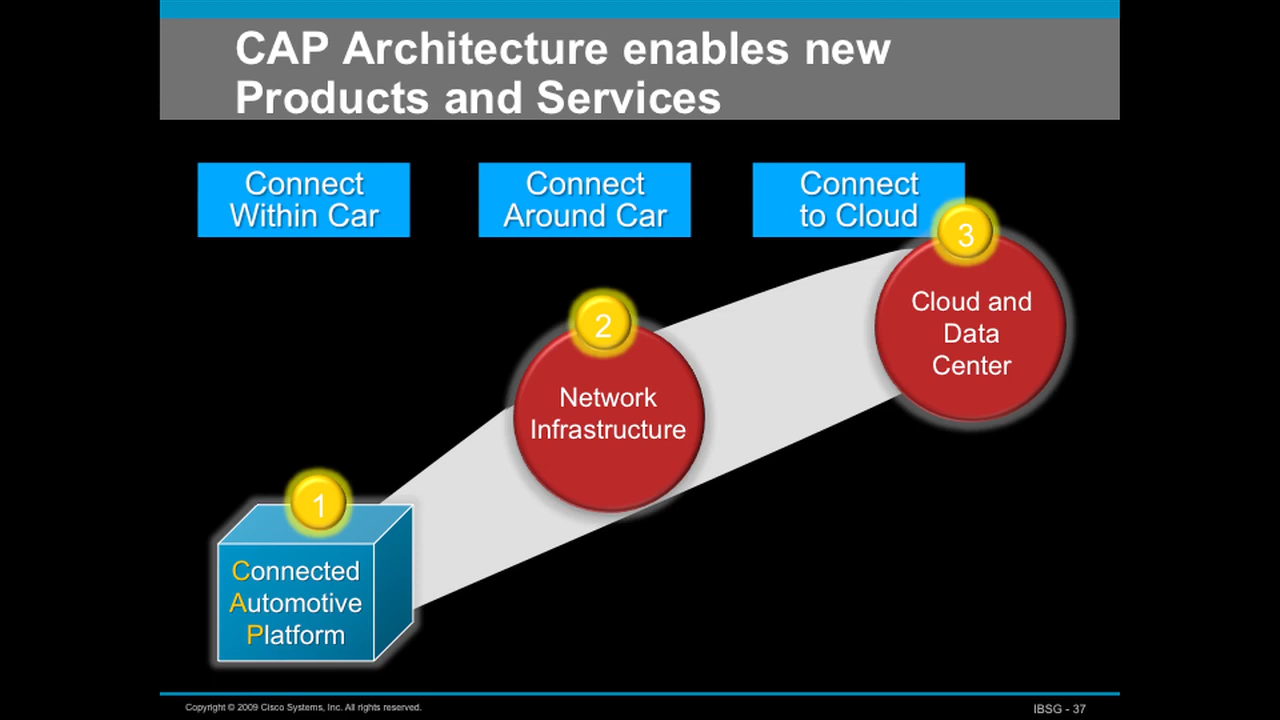 CAP Architecture enables new
Products and Services
Connect
Within Car
Connect
Around Car
Connect
to Cloud
3
Cloud and
Data
Center
2
Network
Infrastructure
1
Connected
Automotive
Platform
Copyright © 2009 Cisco Systems, Inc. All rights reserved.
IBSG - 37